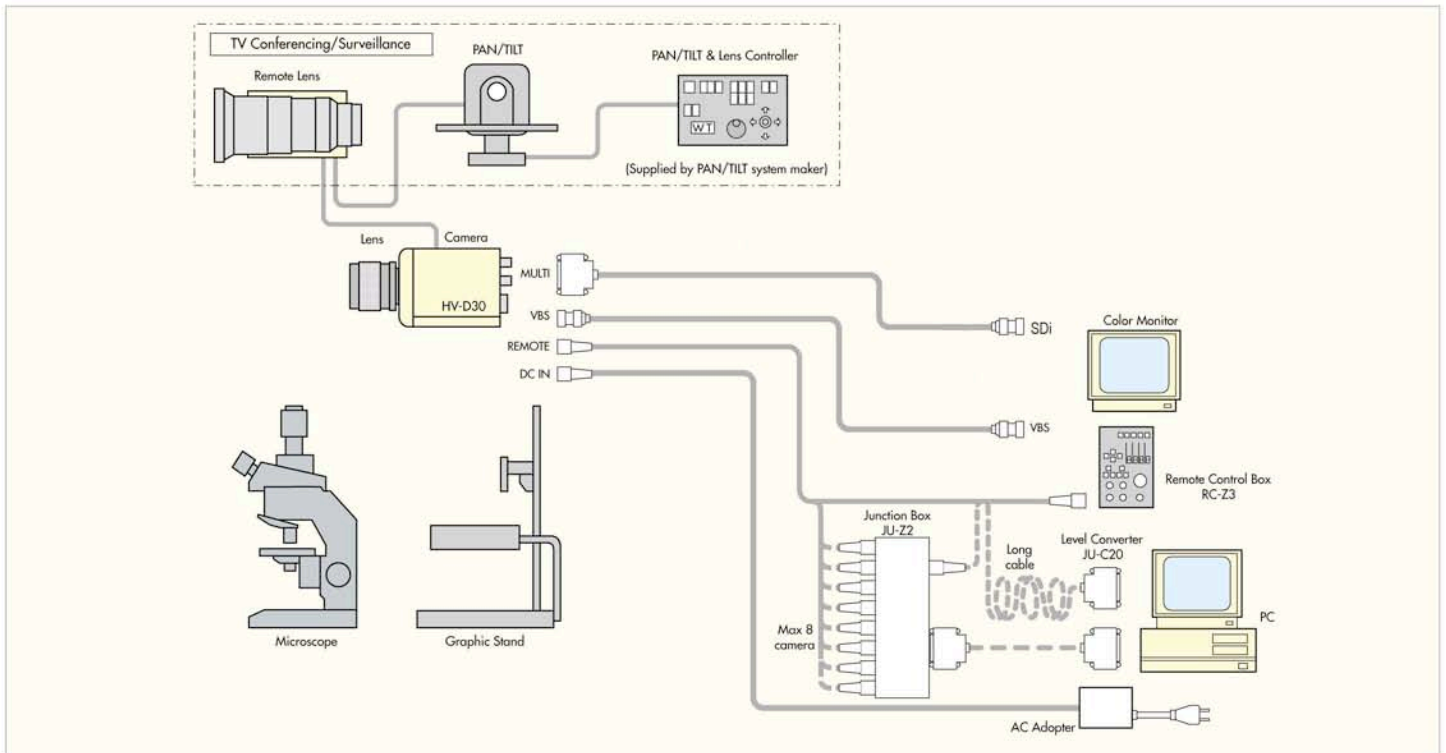 TV Conferencing/Surveillance
PAN/TILT
PAN/TILT & Lens Controller
Remote Lens
W T
(Supplied by PAN/TILT system maker)
Lens
Camera
HV-D30
MULTI
VBS
REMOTE
DC IN
SDi
Color Monitor
VBS
Remote Control Box
RC-Z3
Junction Box
JU-Z2
Long
cable
Level Converter
JU-C20
PC
Max 8
camera
Microscope
Graphic Stand
AC Adopter